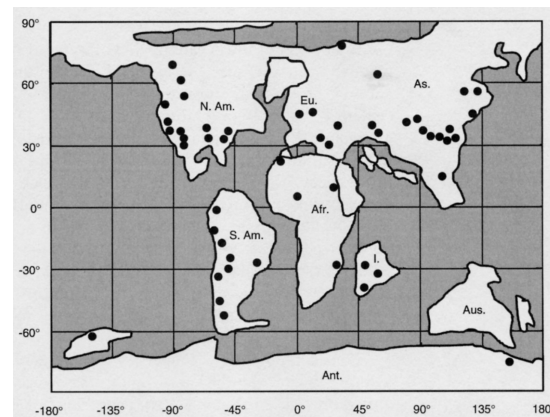 90°
60°
30°
0°
-30°
-60°
N. Am.
Eu.
As.
Afr.
S. Am.
I.
Aus.
Ant.
-180° -135° -90° -45° 0° 45° 90° 135° 180